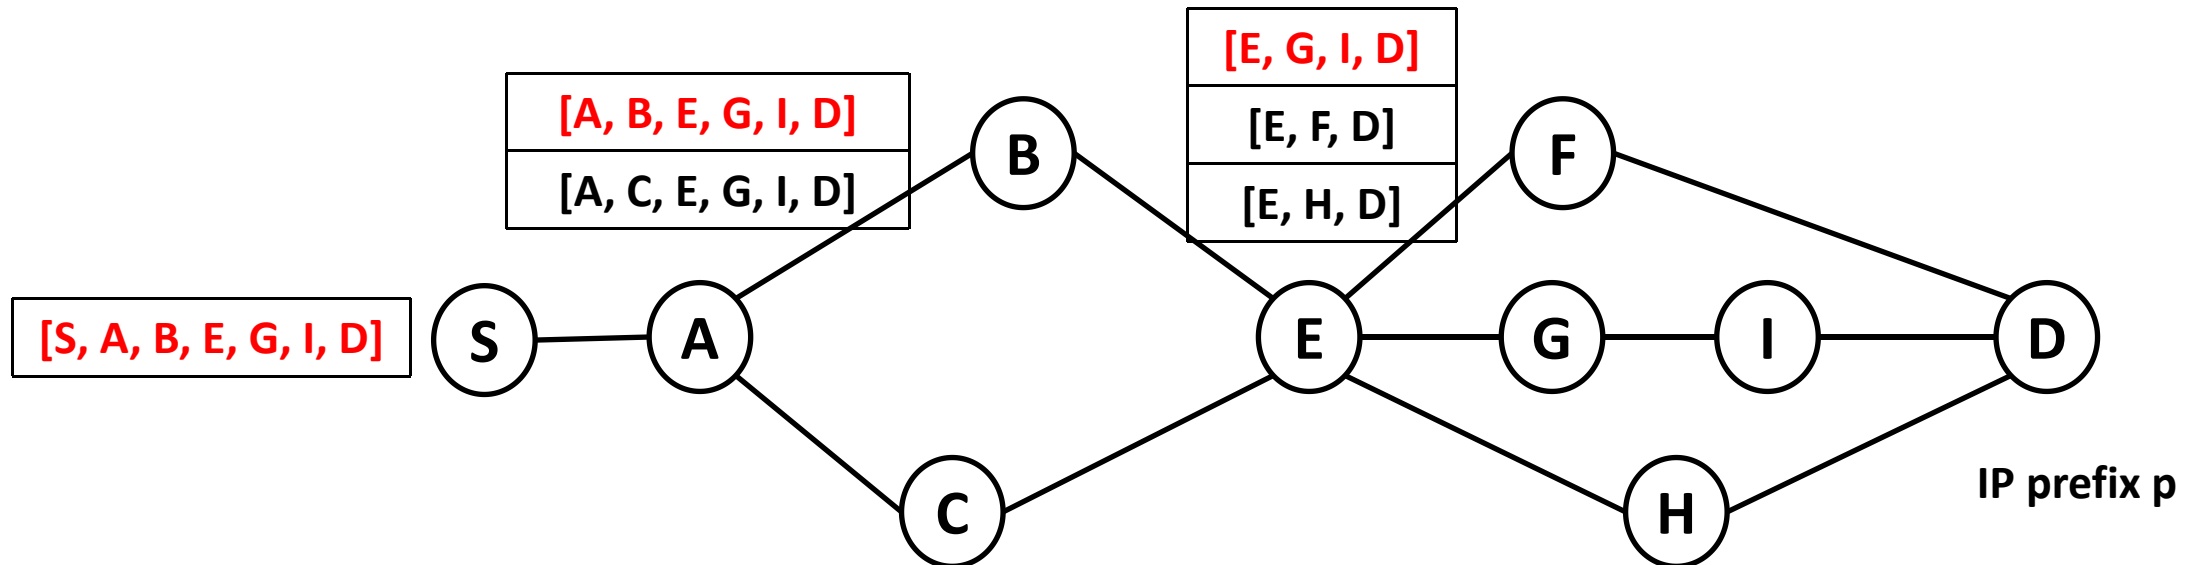 [E, G, I, D]
[E, F, D]
[E, H, D]
[A, B, E, G, I, D]
[A, C, E, G, I, D]
[S, A, B, E, G, I, D]
B
F
S
A
E
G
I
D
C
H
IP prefix p